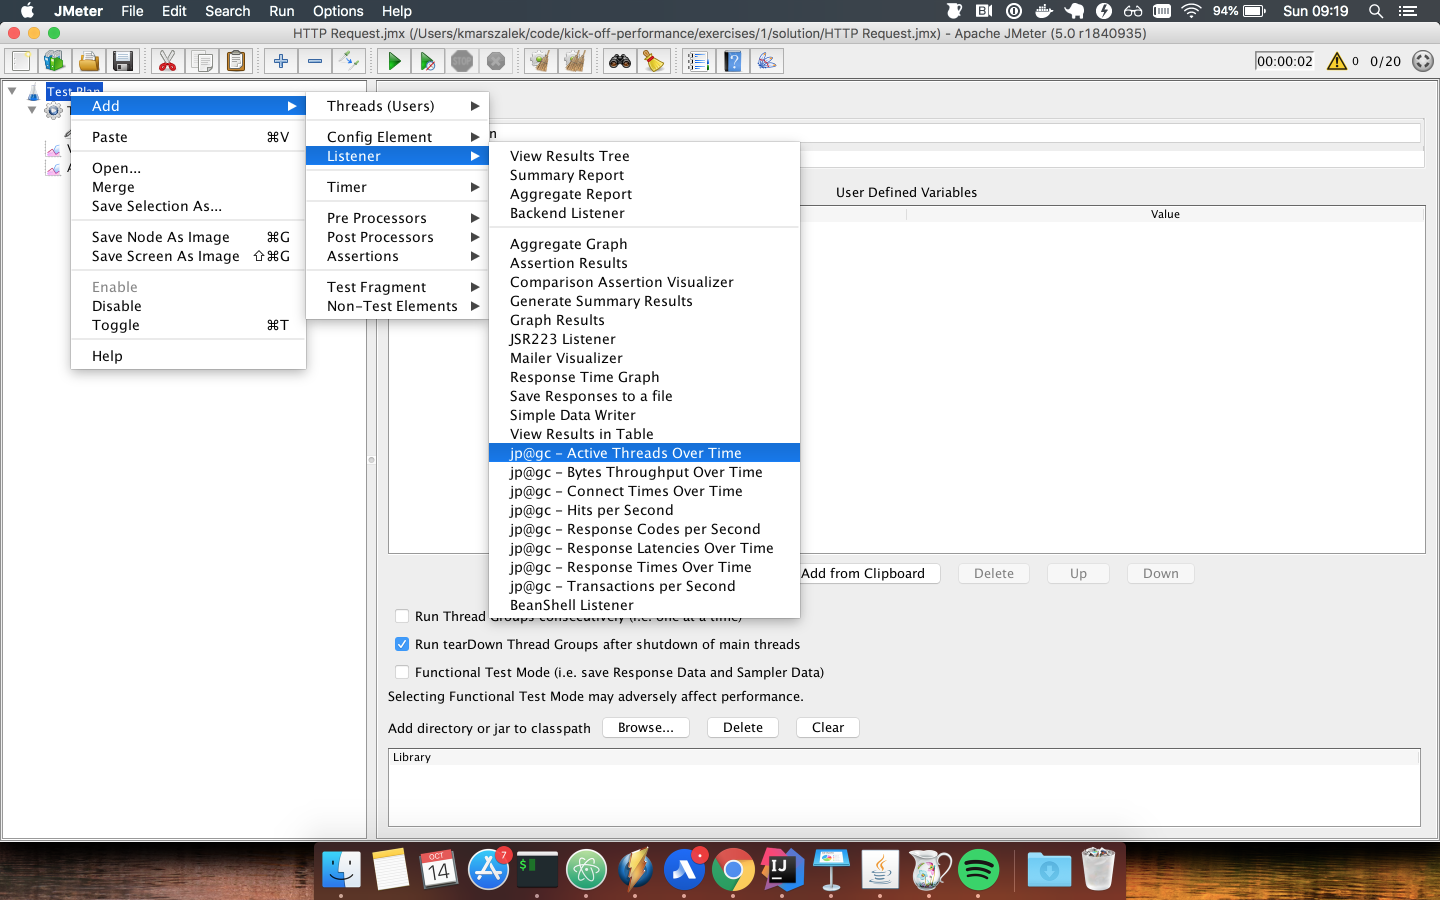 JMeter File Edit Search Run Options Help 94% Sun 09:19
HTTP Request.jmx (/Users/kmarszalek/code/kick-off-performance/exercises/1/solution/HTTP Request.jmx) - Apache JMeter (5.0 r1840935)
00:00:02 0 0/20
Test Plan
Add
Paste ⌘V
Open...
Merge
Save Selection As...
Save Node As Image ⌘G
Save Screen As Image ⇧⌘G
Enable
Disable
Toggle ⌘T
Help
Threads (Users)
Config Element
Listener
Timer
Pre Processors
Post Processors
Assertions
Test Fragment
Non-Test Elements
View Results Tree
Summary Report
Aggregate Report
Backend Listener
Aggregate Graph
Assertion Results
Comparison Assertion Visualizer
Generate Summary Results
Graph Results
JSR223 Listener
Mailer Visualizer
Response Time Graph
Save Responses to a file
Simple Data Writer
View Results in Table
jp@gc - Active Threads Over Time
jp@gc - Bytes Throughput Over Time
jp@gc - Connect Times Over Time
jp@gc - Hits per Second
jp@gc - Response Codes per Second
jp@gc - Response Latencies Over Time
jp@gc - Response Times Over Time
jp@gc - Transactions per Second
BeanShell Listener
User Defined Variables
Value
Add from Clipboard Delete Up Down
Run Thread Groups consecutively (i.e. one at a time)
Run tearDown Thread Groups after shutdown of main threads
Functional Test Mode (i.e. save Response Data and Sampler Data)
Selecting Functional Test Mode may adversely affect performance.
Add directory or jar to classpath Browse... Delete Clear
Library
OCT
14
7
IJ